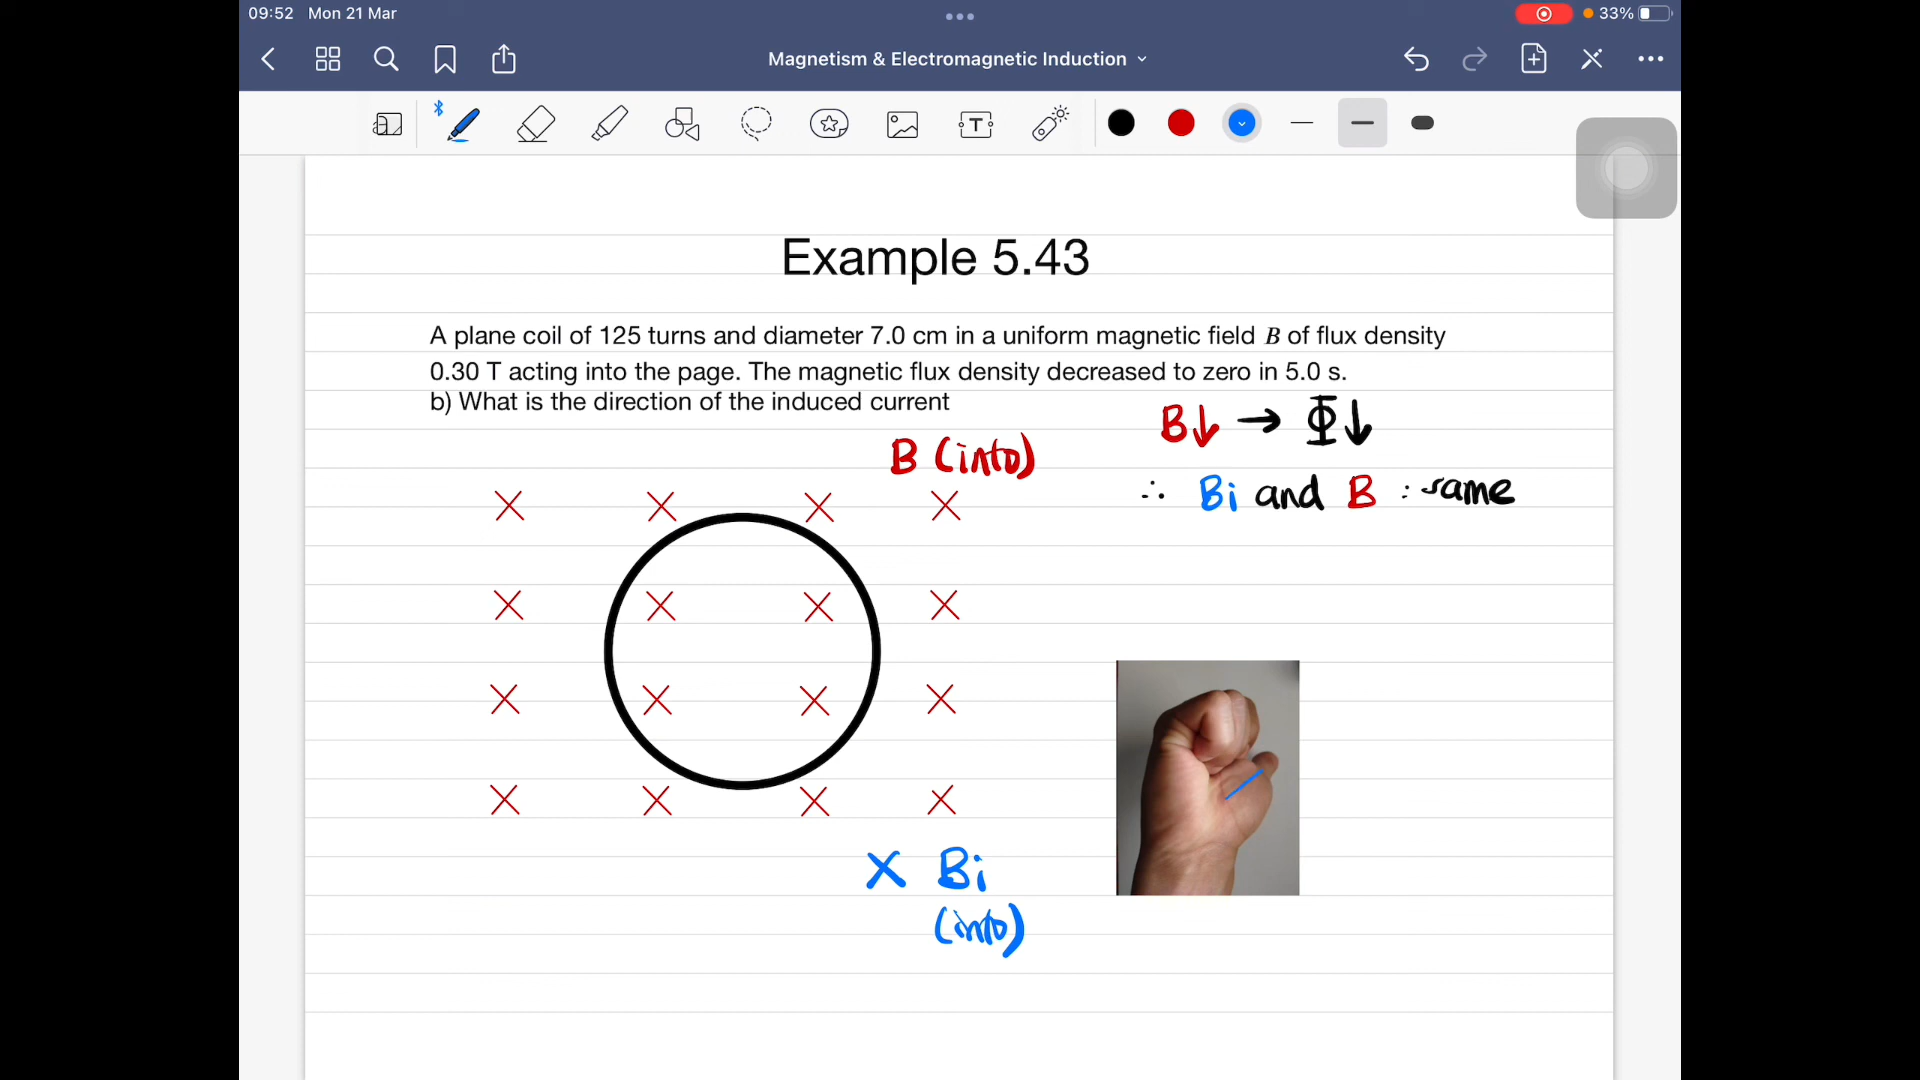 09:52 Mon 21 Mar
33%
Magnetism & Electromagnetic Induction
Example 5.43
A plane coil of 125 turns and diameter 7.0 cm in a uniform magnetic field B of flux density
0.30 T acting into the page. The magnetic flux density decreased to zero in 5.0 s.
b) What is the direction of the induced current
B↓ → Φ↓
B (into)
∴ Bi and B : same
X Bi
(into)